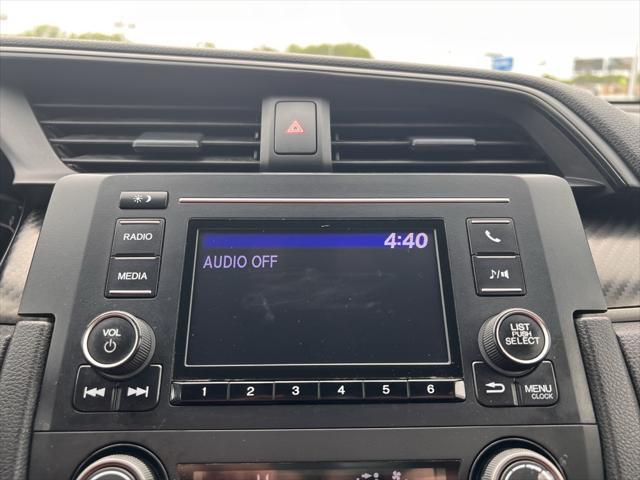 RADIO
MEDIA
4:40
AUDIO OFF
VOL
LIST
PUSH
SELECT
1 2 3 4 5 6
MENU
CLOCK